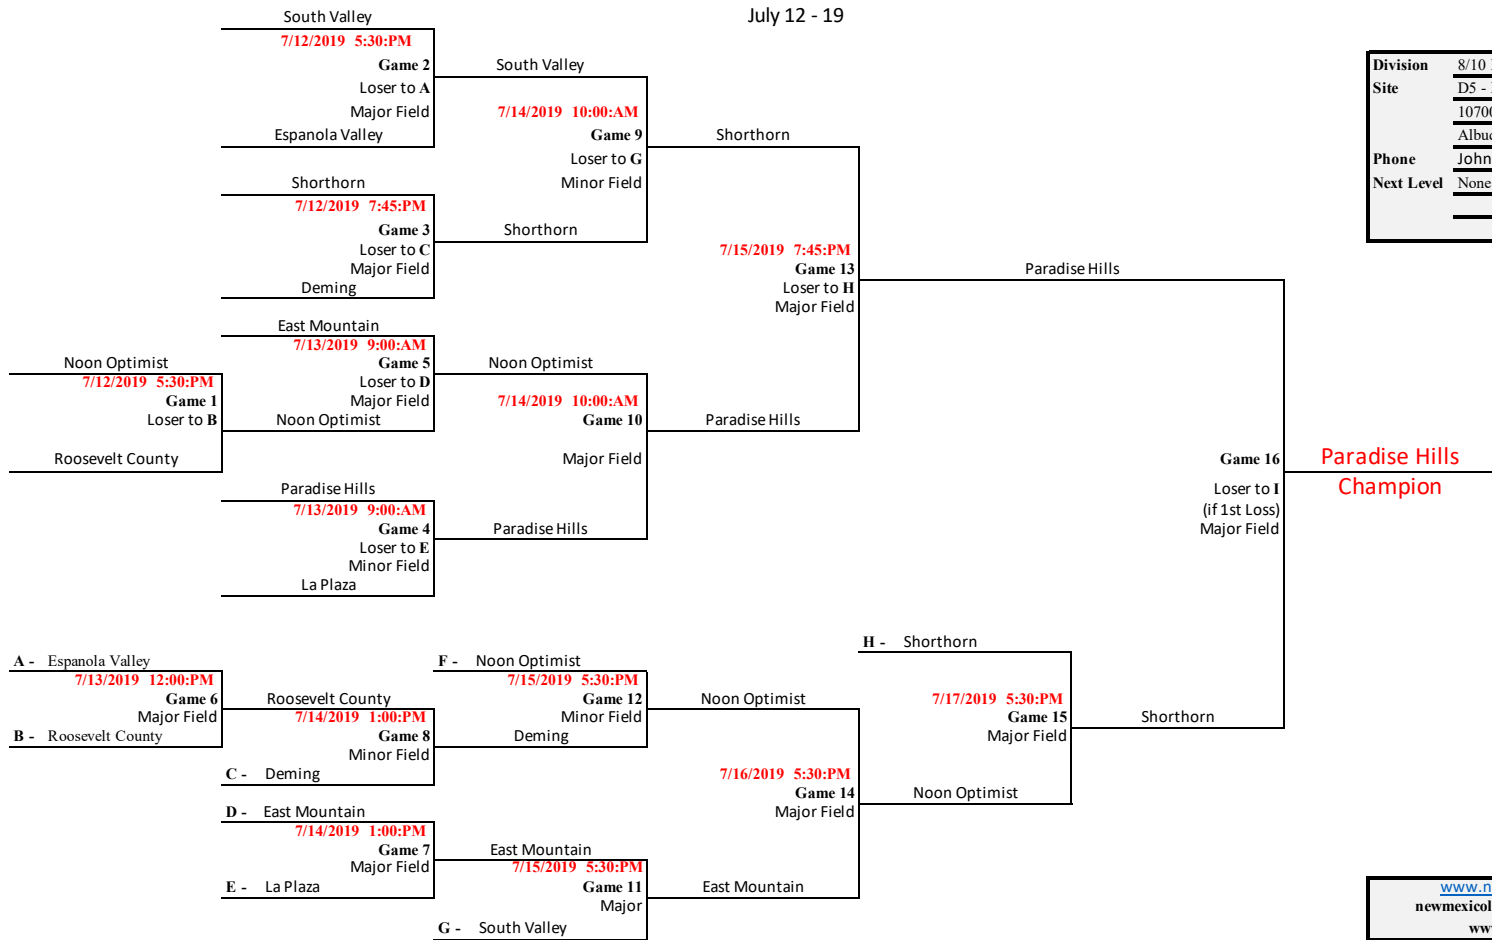 July 12 - 19
South Valley
7/12/2019 5:30:PM
Game 2
Loser to A
Major Field
Espanola Valley
South Valley
7/14/2019 10:00:AM
Game 9
Loser to G
Minor Field
Shorthorn
7/12/2019 7:45:PM
Game 3
Loser to C
Major Field
Deming
Shorthorn
Shorthorn
7/15/2019 7:45:PM
Game 13
Loser to H
Major Field
Paradise Hills
East Mountain
7/13/2019 9:00:AM
Game 5
Loser to D
Major Field
Noon Optimist
Noon Optimist
7/12/2019 5:30:PM
Game 1
Loser to B
Roosevelt County
Noon Optimist
7/14/2019 10:00:AM
Game 10
Major Field
Paradise Hills
Paradise Hills
7/13/2019 9:00:AM
Game 4
Loser to E
Minor Field
La Plaza
Paradise Hills
Game 16
Loser to I
(if 1st Loss)
Major Field
Paradise Hills
Champion
A - Espanola Valley
7/13/2019 12:00:PM
Game 6
Major Field
B - Roosevelt County
Roosevelt County
7/14/2019 1:00:PM
Game 8
Minor Field
C - Deming
F - Noon Optimist
7/15/2019 5:30:PM
Game 12
Minor Field
Deming
Noon Optimist
7/16/2019 5:30:PM
Game 14
Major Field
D - East Mountain
7/14/2019 1:00:PM
Game 7
Major Field
E - La Plaza
East Mountain
7/15/2019 5:30:PM
Game 11
Major
G - South Valley
East Mountain
H - Shorthorn
7/17/2019 5:30:PM
Game 15
Major Field
Noon Optimist
Shorthorn
Division 8/10
Site D5 -
10700
Phone John
Next Level None
www.n
newmexicol